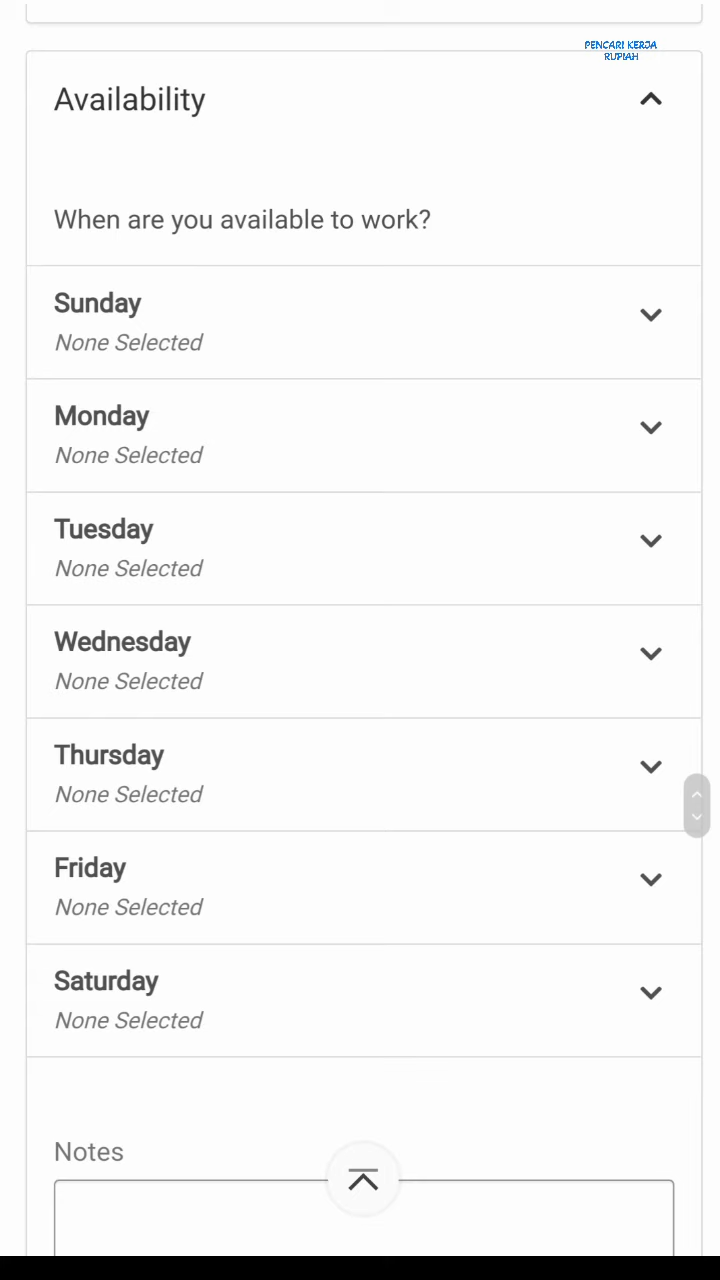 PENCARI KERJA
RUPIAH
Availability
When are you available to work?
Sunday
None Selected
Monday
None Selected
Tuesday
None Selected
Wednesday
None Selected
Thursday
None Selected
Friday
None Selected
Saturday
None Selected
Notes